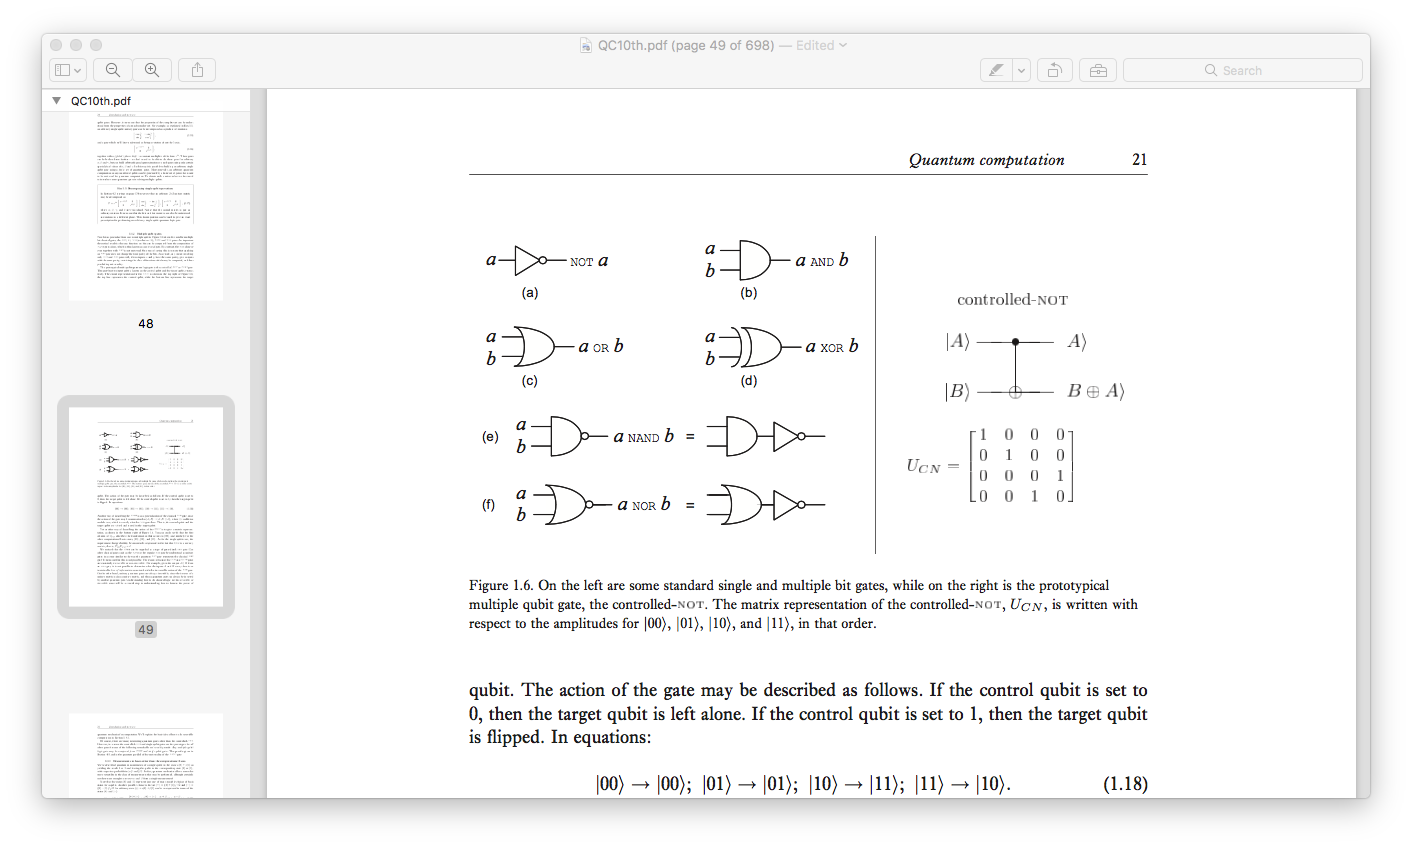 QC10th.pdf (page 49 of 698) — Edited
Search
QC10th.pdf
48
49
Quantum computation 21
a NOT a
(a)
a
b
a AND b
(b)
a
b
a OR b
(c)
a
b
a XOR b
(d)
(e) a
b
a NAND b =
(f) a
b
a NOR b =
controlled-NOT
|A⟩ A⟩
|B⟩ B ⊕ A⟩
U_CN =
1 0 0 0
0 1 0 0
0 0 0 1
0 0 1 0
Figure 1.6. On the left are some standard single and multiple bit gates, while on the right is the prototypical
multiple qubit gate, the controlled-NOT. The matrix representation of the controlled-NOT, U_CN, is written with
respect to the amplitudes for |00⟩, |01⟩, |10⟩, and |11⟩, in that order.
qubit. The action of the gate may be described as follows. If the control qubit is set to
0, then the target qubit is left alone. If the control qubit is set to 1, then the target qubit
is flipped. In equations:
|00⟩ → |00⟩; |01⟩ → |01⟩; |10⟩ → |11⟩; |11⟩ → |10⟩. (1.18)